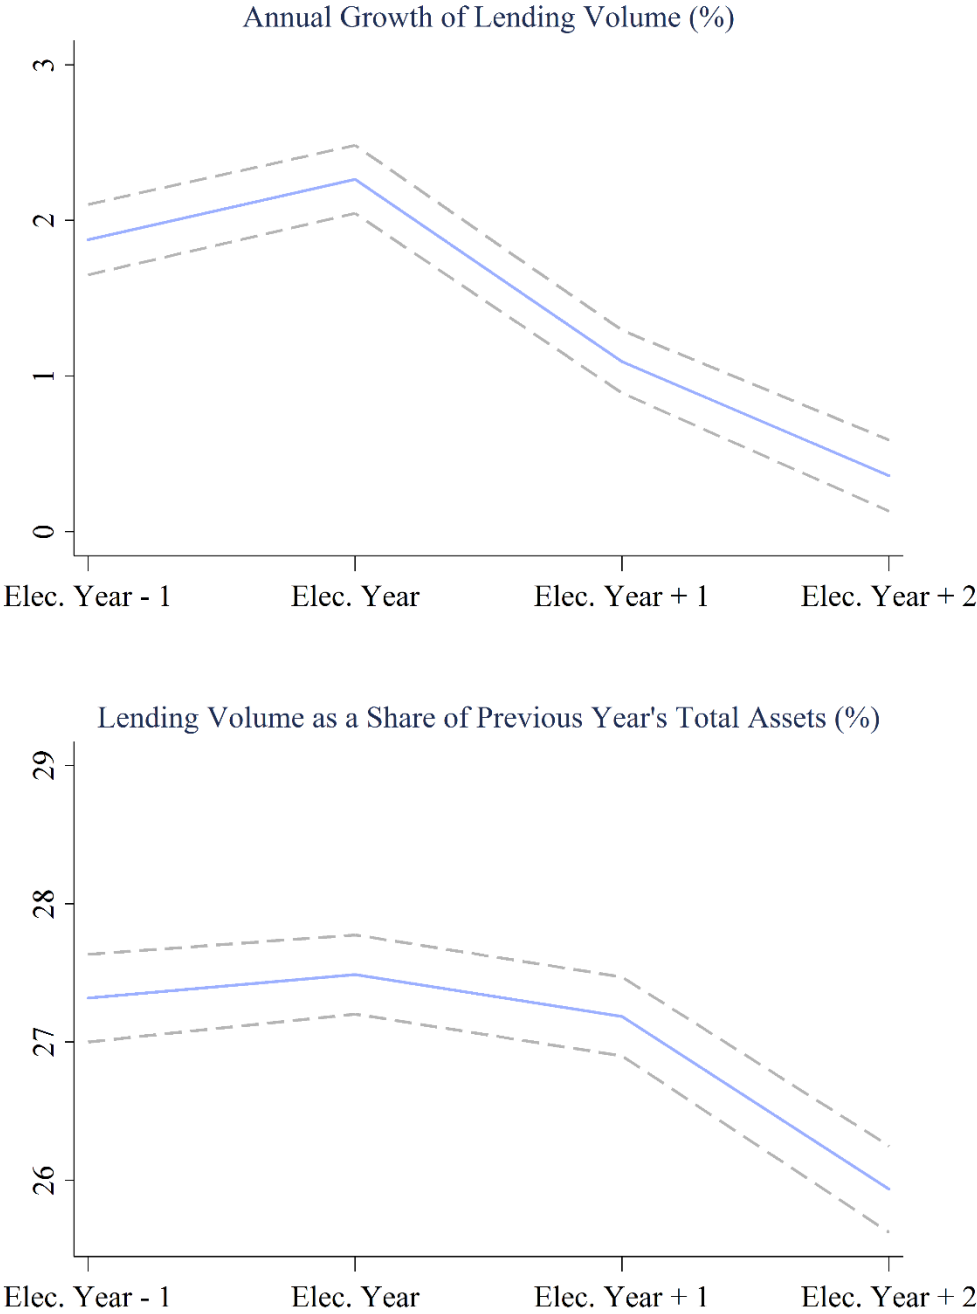 Annual Growth of Lending Volume (%)
3
2
1
0
Elec. Year - 1 Elec. Year Elec. Year + 1 Elec. Year + 2
Lending Volume as a Share of Previous Year's Total Assets (%)
29
28
27
26
Elec. Year - 1 Elec. Year Elec. Year + 1 Elec. Year + 2